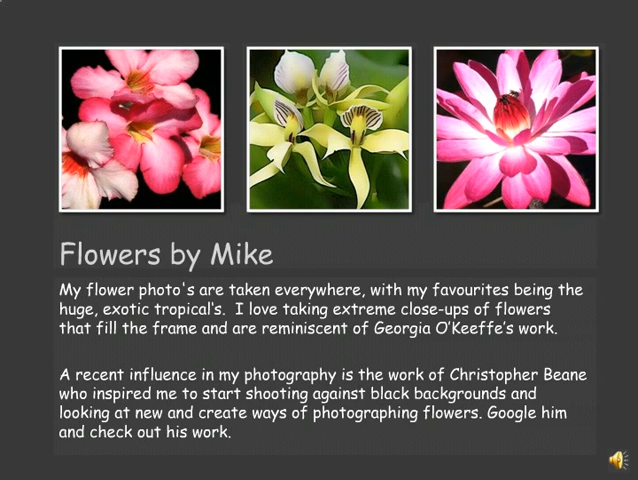 Flowers by Mike
My flower photo's are taken everywhere, with my favourites being the
huge, exotic tropical's.  I love taking extreme close-ups of flowers
that fill the frame and are reminiscent of Georgia O'Keeffe's work.
A recent influence in my photography is the work of Christopher Beane
who inspired me to start shooting against black backgrounds and
looking at new and create ways of photographing flowers. Google him
and check out his work.